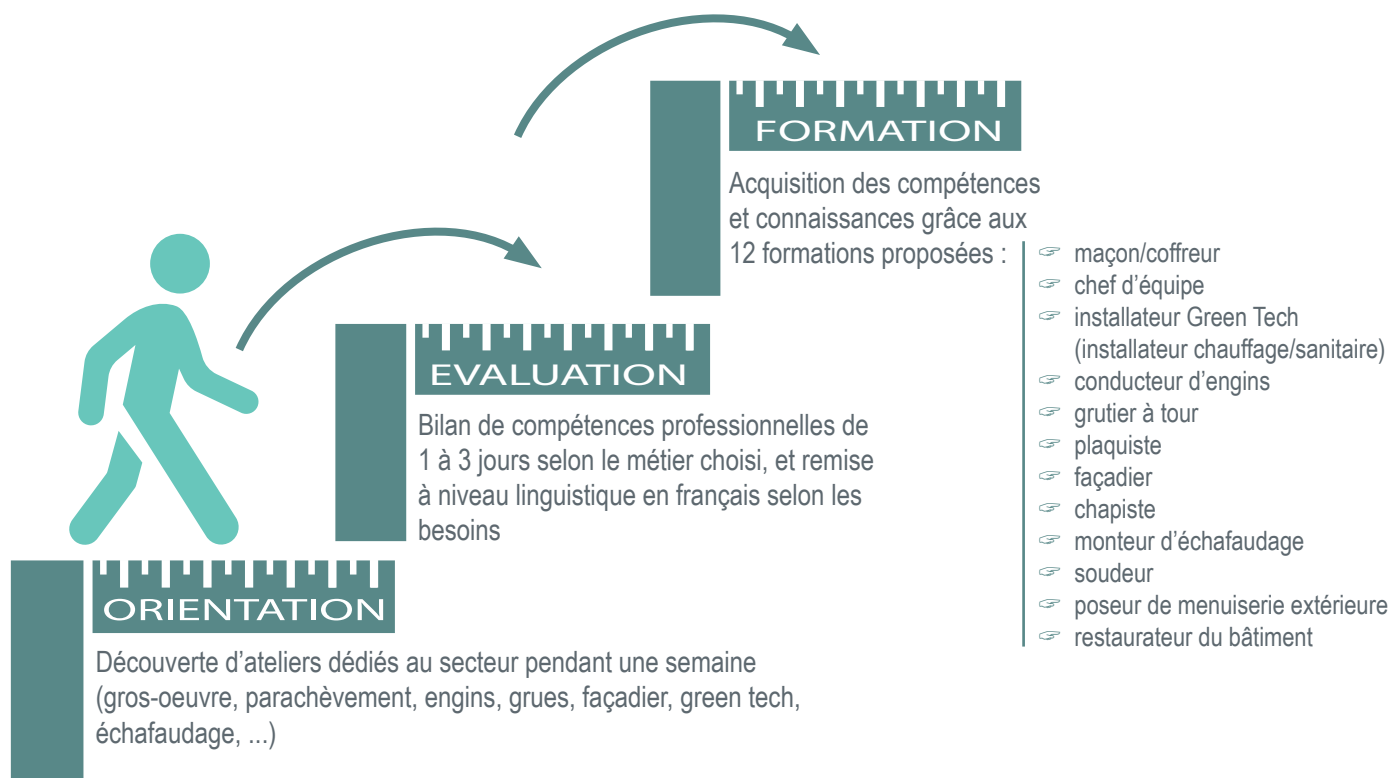 FORMATION
Acquisition des compétences
et connaissances grâce aux
12 formations proposées :
☞ maçon/coffreur
☞ chef d’équipe
☞ installateur Green Tech
(installateur chauffage/sanitaire)
☞ conducteur d’engins
☞ grutier à tour
☞ plaquiste
☞ façadier
☞ chapiste
☞ monteur d’échafaudage
☞ soudeur
☞ poseur de menuiserie extérieure
☞ restaurateur du bâtiment
EVALUATION
Bilan de compétences professionnelles de
1 à 3 jours selon le métier choisi, et remise
à niveau linguistique en français selon les
besoins
ORIENTATION
Découverte d’ateliers dédiés au secteur pendant une semaine
(gros-oeuvre, parachèvement, engins, grues, façadier, green tech,
échafaudage, ...)